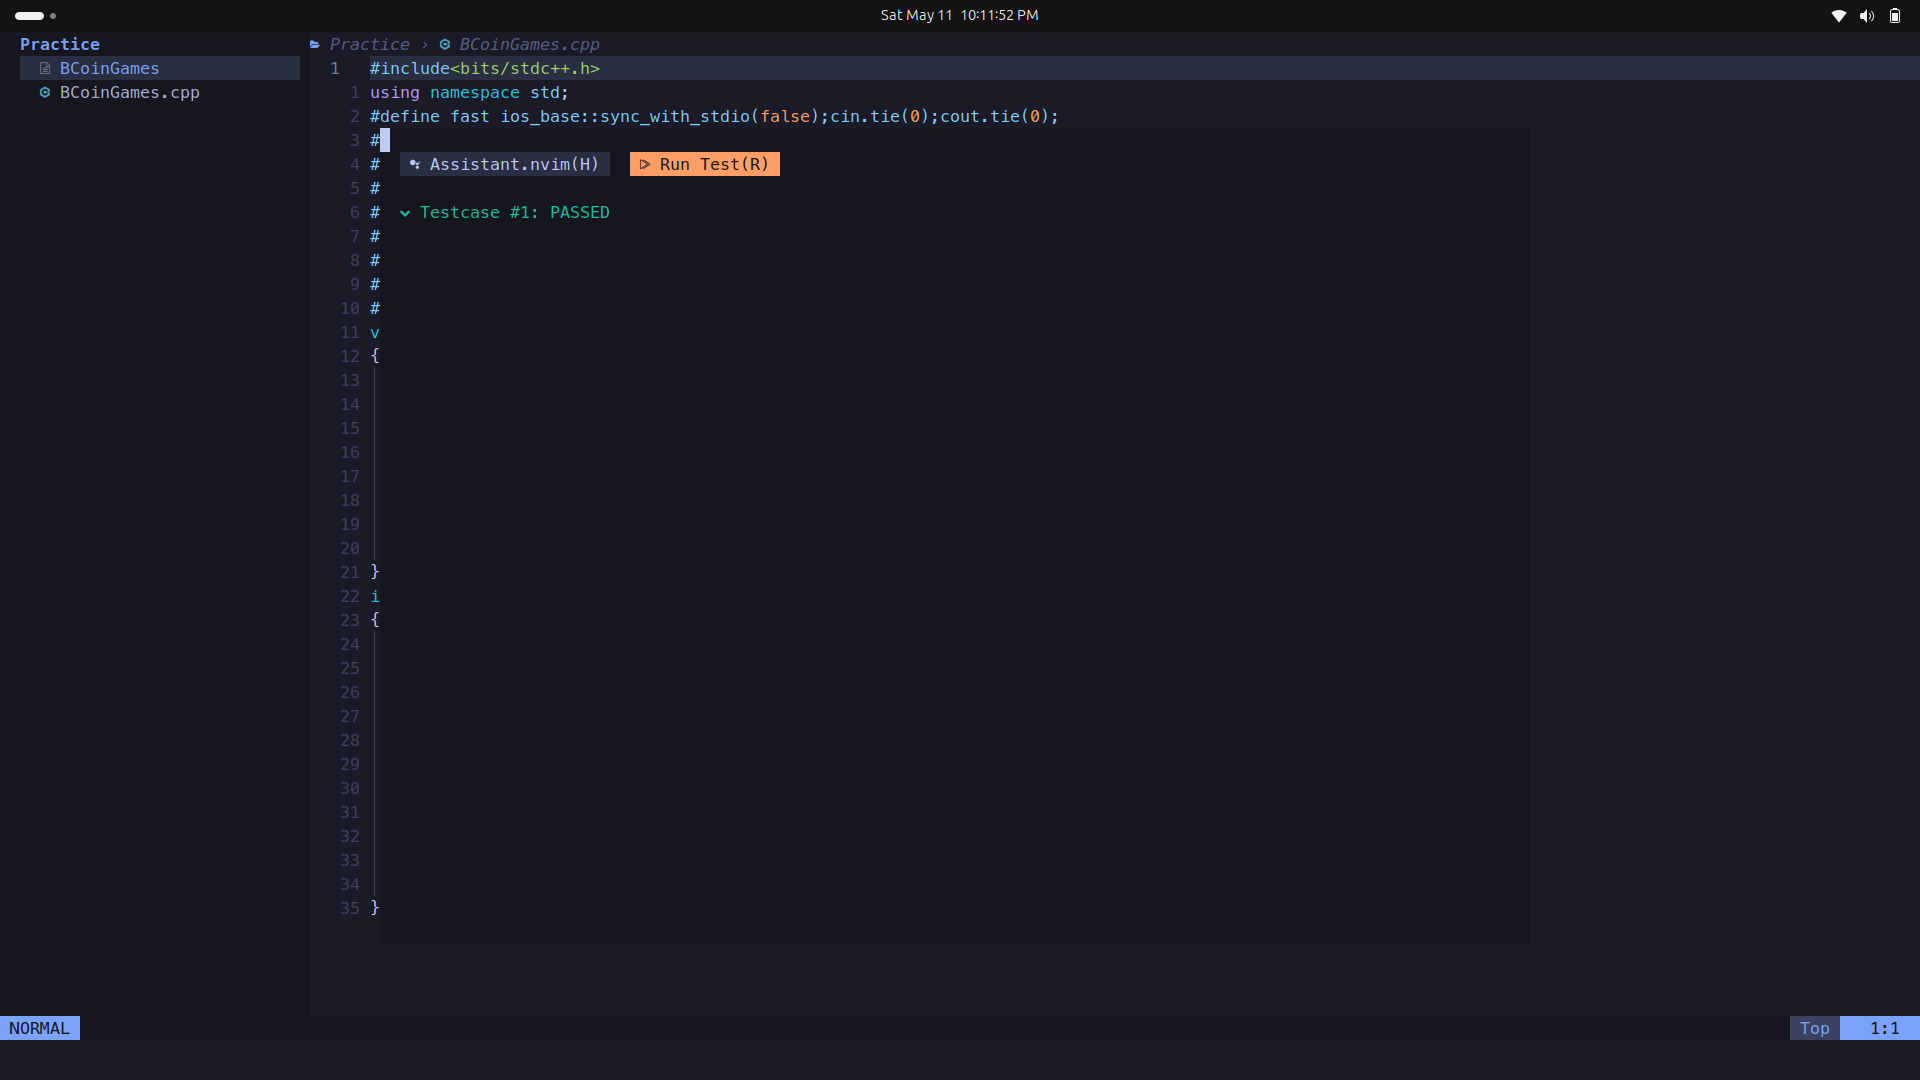 Sat May 11 10:11:52 PM
Practice
BCoinGames
BCoinGames.cpp
Practice › BCoinGames.cpp
1 #include<bits/stdc++.h>
1 using namespace std;
2 #define fast ios_base::sync_with_stdio(false);cin.tie(0);cout.tie(0);
3 #
4 # Assistant.nvim(H) Run Test(R)
5 #
6 # Testcase #1: PASSED
7 #
8 #
9 #
10 #
11 v
12 {
13
14
15
16
17
18
19
20
21 }
22 i
23 {
24
25
26
27
28
29
30
31
32
33
34
35 }
NORMAL Top 1:1